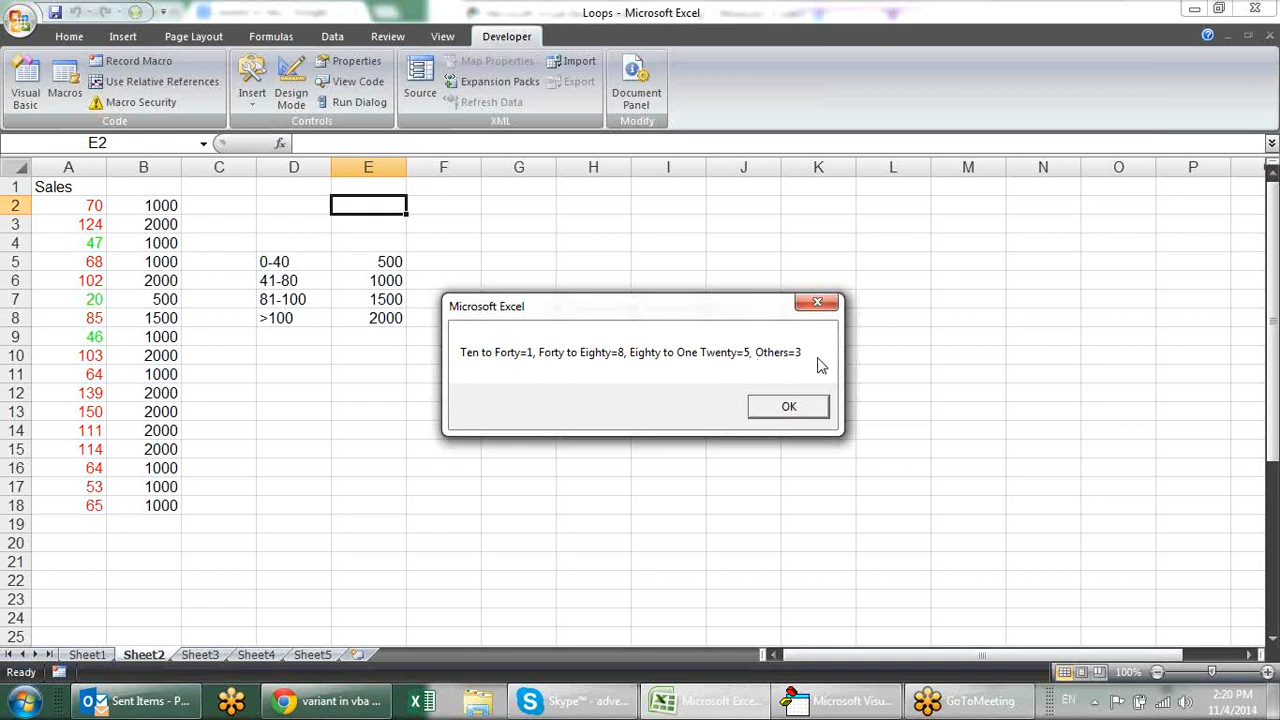 Loops - Microsoft Excel
Home Insert Page Layout Formulas Data Review View Developer
Visual Basic
Macros
Record Macro
Use Relative References
Macro Security
Code
Insert
Design Mode
Properties
View Code
Run Dialog
Controls
Source
Map Properties
Expansion Packs
Refresh Data
Import
Export
XML
Document Panel
Modify
E2 fx
A B C D E F G H I J K L M N O P
1 Sales
2 70 1000
3 124 2000
4 47 1000
5 68 1000 0-40 500
6 102 2000 41-80 1000
7 20 500 81-100 1500
8 85 1500 >100 2000
9 46 1000
10 103 2000
11 64 1000
12 139 2000
13 150 2000
14 111 2000
15 114 2000
16 64 1000
17 53 1000
18 65 1000
19
20
21
22
23
24
25
Microsoft Excel
Ten to Forty=1, Forty to Eighty=8, Eighty to One Twenty=5, Others=3
OK
Sheet1 Sheet2 Sheet3 Sheet4 Sheet5
Ready 100%
Sent Items - P... variant in vba ... Skype™ - adve... Microsoft Exce... Microsoft Visu... GoToMeeting EN 2:20 PM
11/4/2014